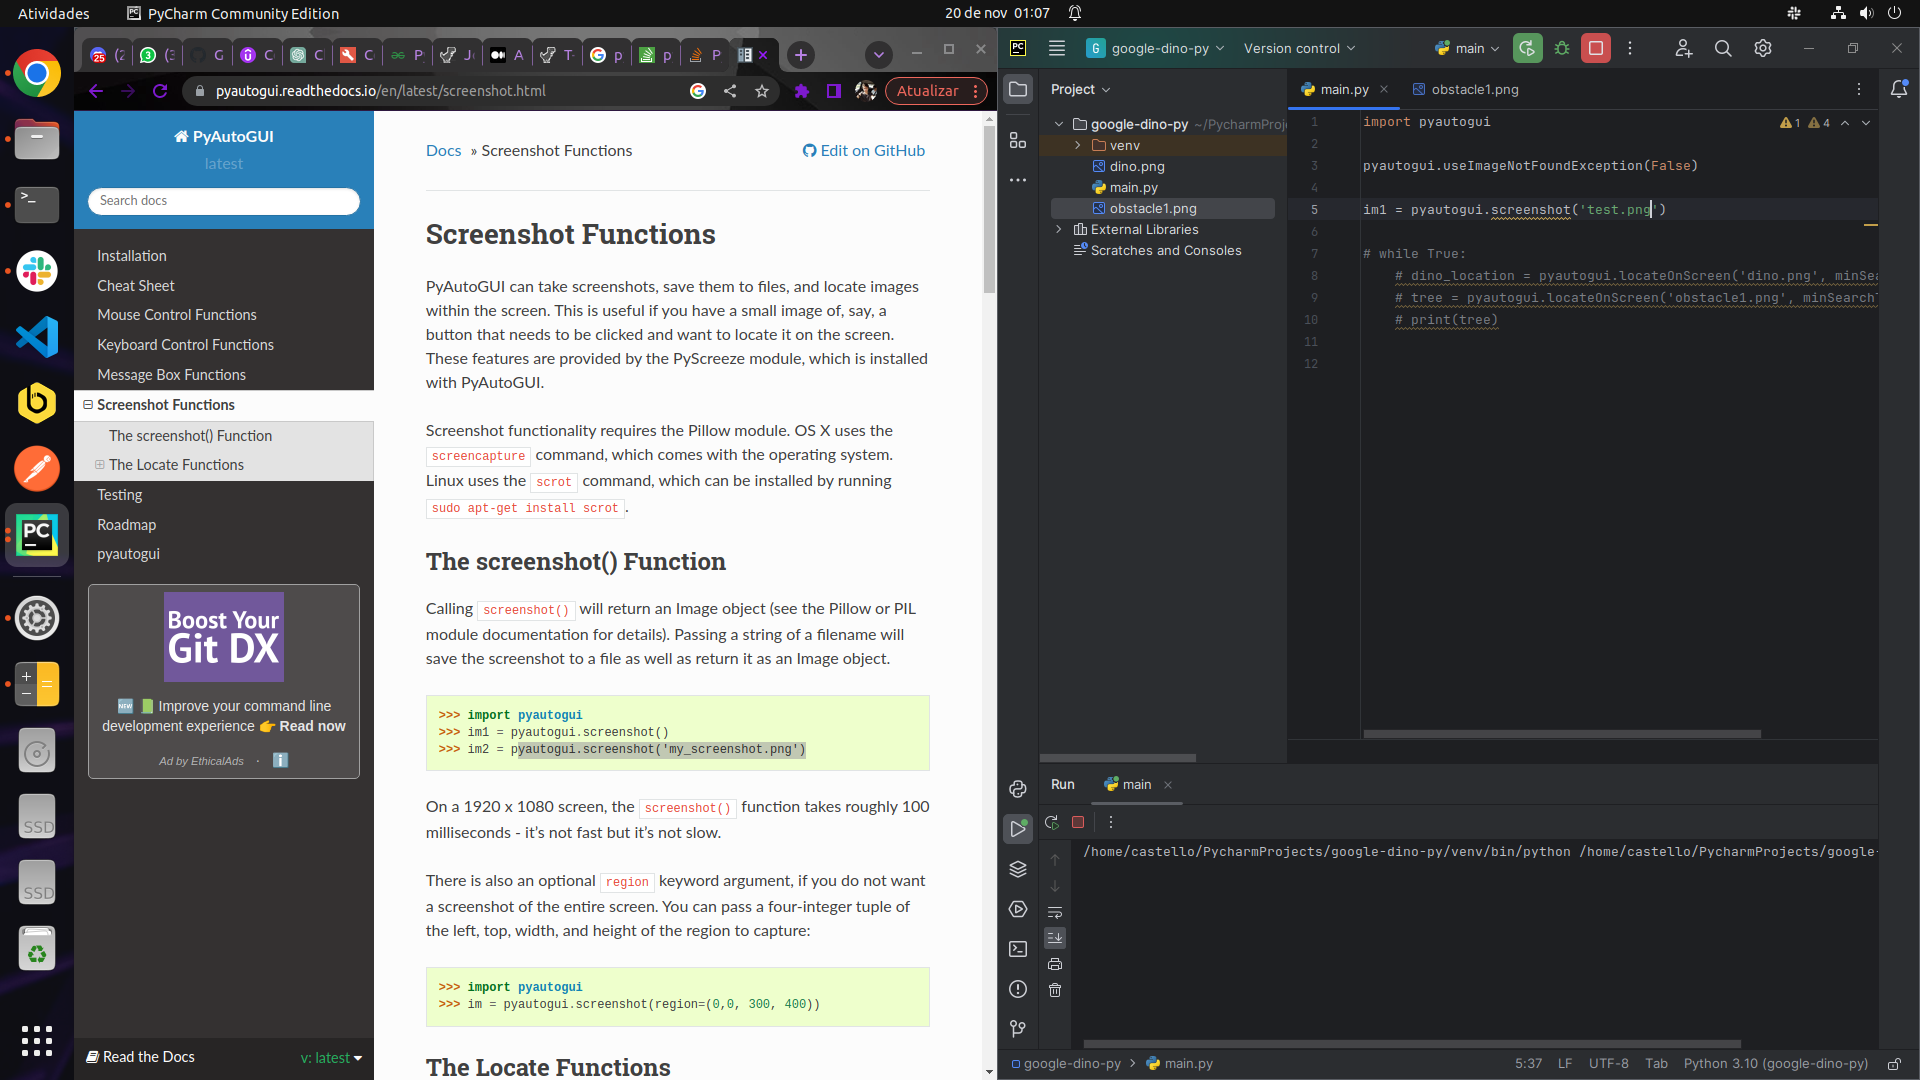 Atividades
PyCharm Community Edition
20 de nov 01:07
pyautogui.readthedocs.io/en/latest/screenshot.html
Atualizar
PyAutoGUI
latest
Search docs
Installation
Cheat Sheet
Mouse Control Functions
Keyboard Control Functions
Message Box Functions
Screenshot Functions
The screenshot() Function
The Locate Functions
Testing
Roadmap
pyautogui
Boost Your
Git DX
Improve your command line
development experience 👉 Read now
Ad by EthicalAds ·
Read the Docs
v: latest
Docs » Screenshot Functions
Edit on GitHub
Screenshot Functions
PyAutoGUI can take screenshots, save them to files, and locate images
within the screen. This is useful if you have a small image of, say, a
button that needs to be clicked and want to locate it on the screen.
These features are provided by the PyScreeze module, which is installed
with PyAutoGUI.
Screenshot functionality requires the Pillow module. OS X uses the
screencapture command, which comes with the operating system.
Linux uses the scrot command, which can be installed by running
sudo apt-get install scrot.
The screenshot() Function
Calling screenshot() will return an Image object (see the Pillow or PIL
module documentation for details). Passing a string of a filename will
save the screenshot to a file as well as return it as an Image object.
>>> import pyautogui
>>> im1 = pyautogui.screenshot()
>>> im2 = pyautogui.screenshot('my_screenshot.png')
On a 1920 x 1080 screen, the screenshot() function takes roughly 100
milliseconds - it's not fast but it's not slow.
There is also an optional region keyword argument, if you do not want
a screenshot of the entire screen. You can pass a four-integer tuple of
the left, top, width, and height of the region to capture:
>>> import pyautogui
>>> im = pyautogui.screenshot(region=(0,0, 300, 400))
The Locate Functions
google-dino-py
Version control
main
Project
google-dino-py ~/PycharmProj
venv
dino.png
main.py
obstacle1.png
External Libraries
Scratches and Consoles
main.py
obstacle1.png
1 4
1 import pyautogui
2
3 pyautogui.useImageNotFoundException(False)
4
5 im1 = pyautogui.screenshot('test.png')
6
7 # while True:
8 # dino_location = pyautogui.locateOnScreen('dino.png', minSea
9 # tree = pyautogui.locateOnScreen('obstacle1.png', minSearchT
10 # print(tree)
11
12
Run
main
/home/castello/PycharmProjects/google-dino-py/venv/bin/python /home/castello/PycharmProjects/google-
google-dino-py > main.py
5:37
LF
UTF-8
Tab
Python 3.10 (google-dino-py)
SSD
SSD